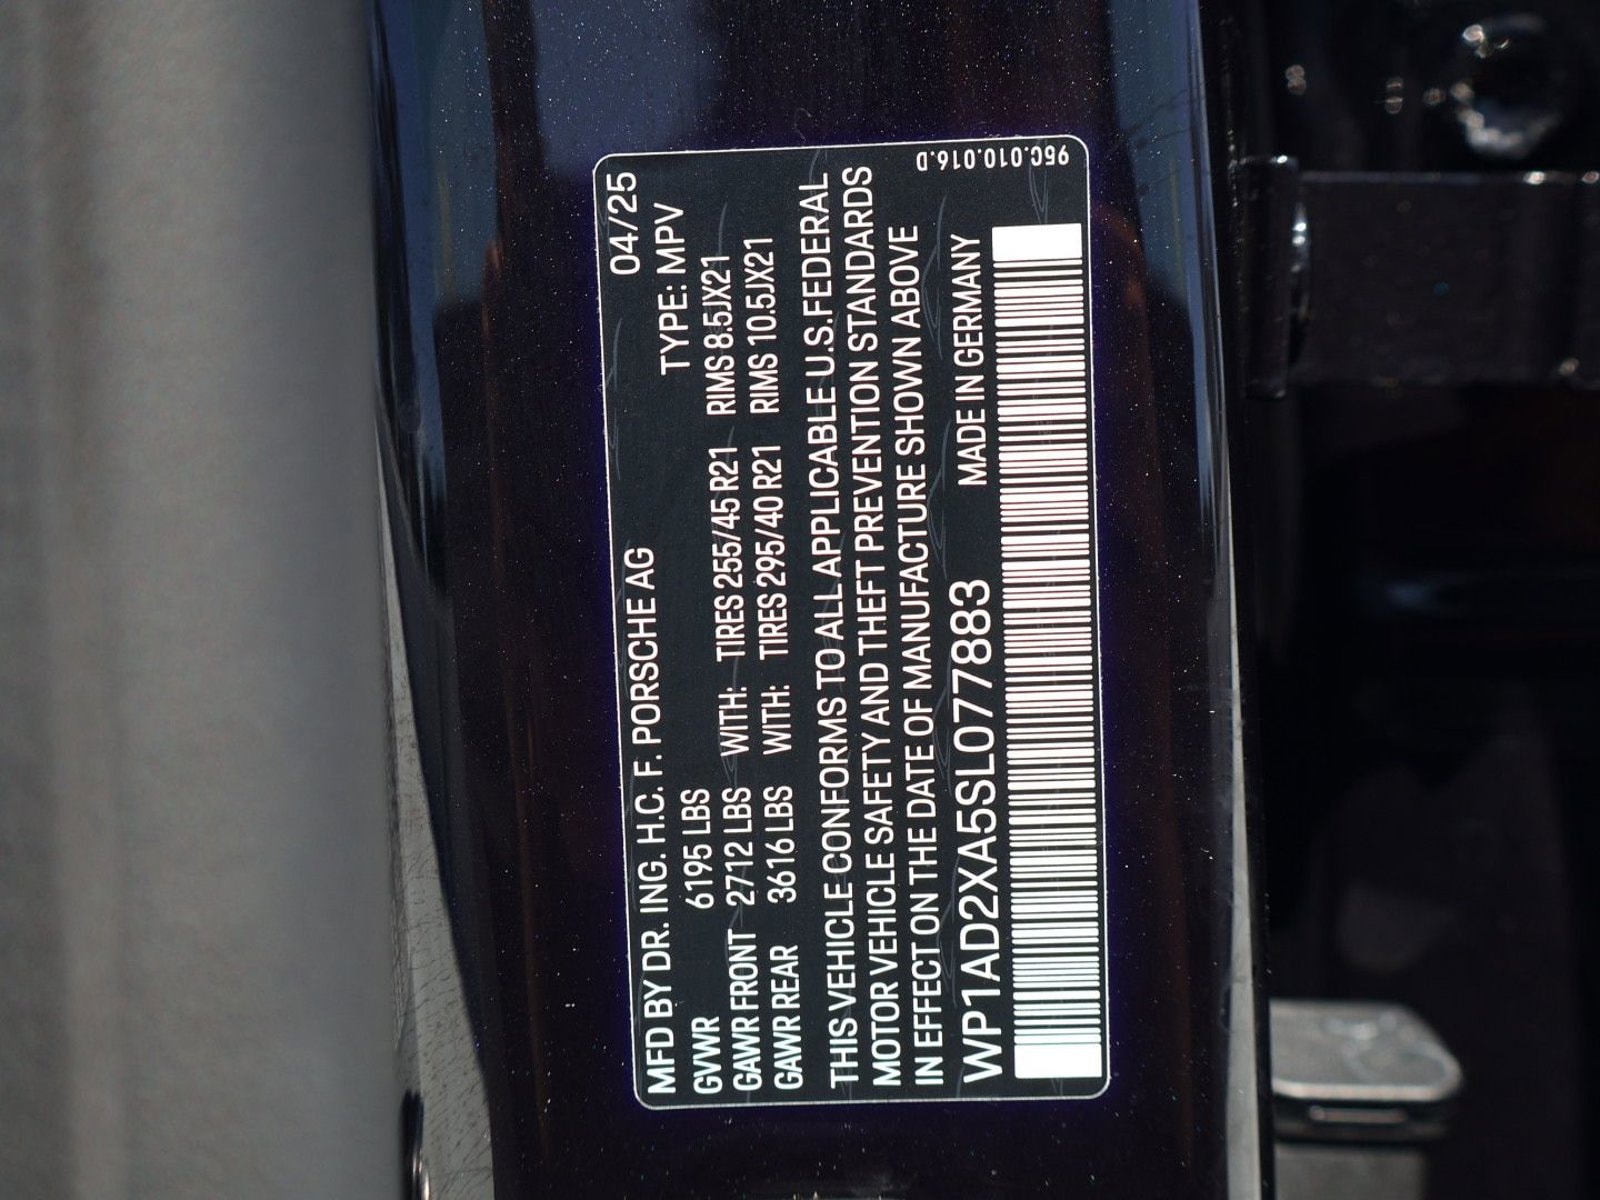 MFD BY DR. ING. H.C. F. PORSCHE AG 04/25
GVWR 6195 LBS TYPE: MPV
GAWR FRONT 2712 LBS WITH: TIRES 255/45 R21 RIMS 8.5JX21
GAWR REAR 3616 LBS WITH: TIRES 295/40 R21 RIMS 10.5JX21
THIS VEHICLE CONFORMS TO ALL APPLICABLE U.S.FEDERAL
MOTOR VEHICLE SAFETY AND THEFT PREVENTION STANDARDS
IN EFFECT ON THE DATE OF MANUFACTURE SHOWN ABOVE
WP1AD2XA5SL077883 MADE IN GERMANY
95C.010.016.D